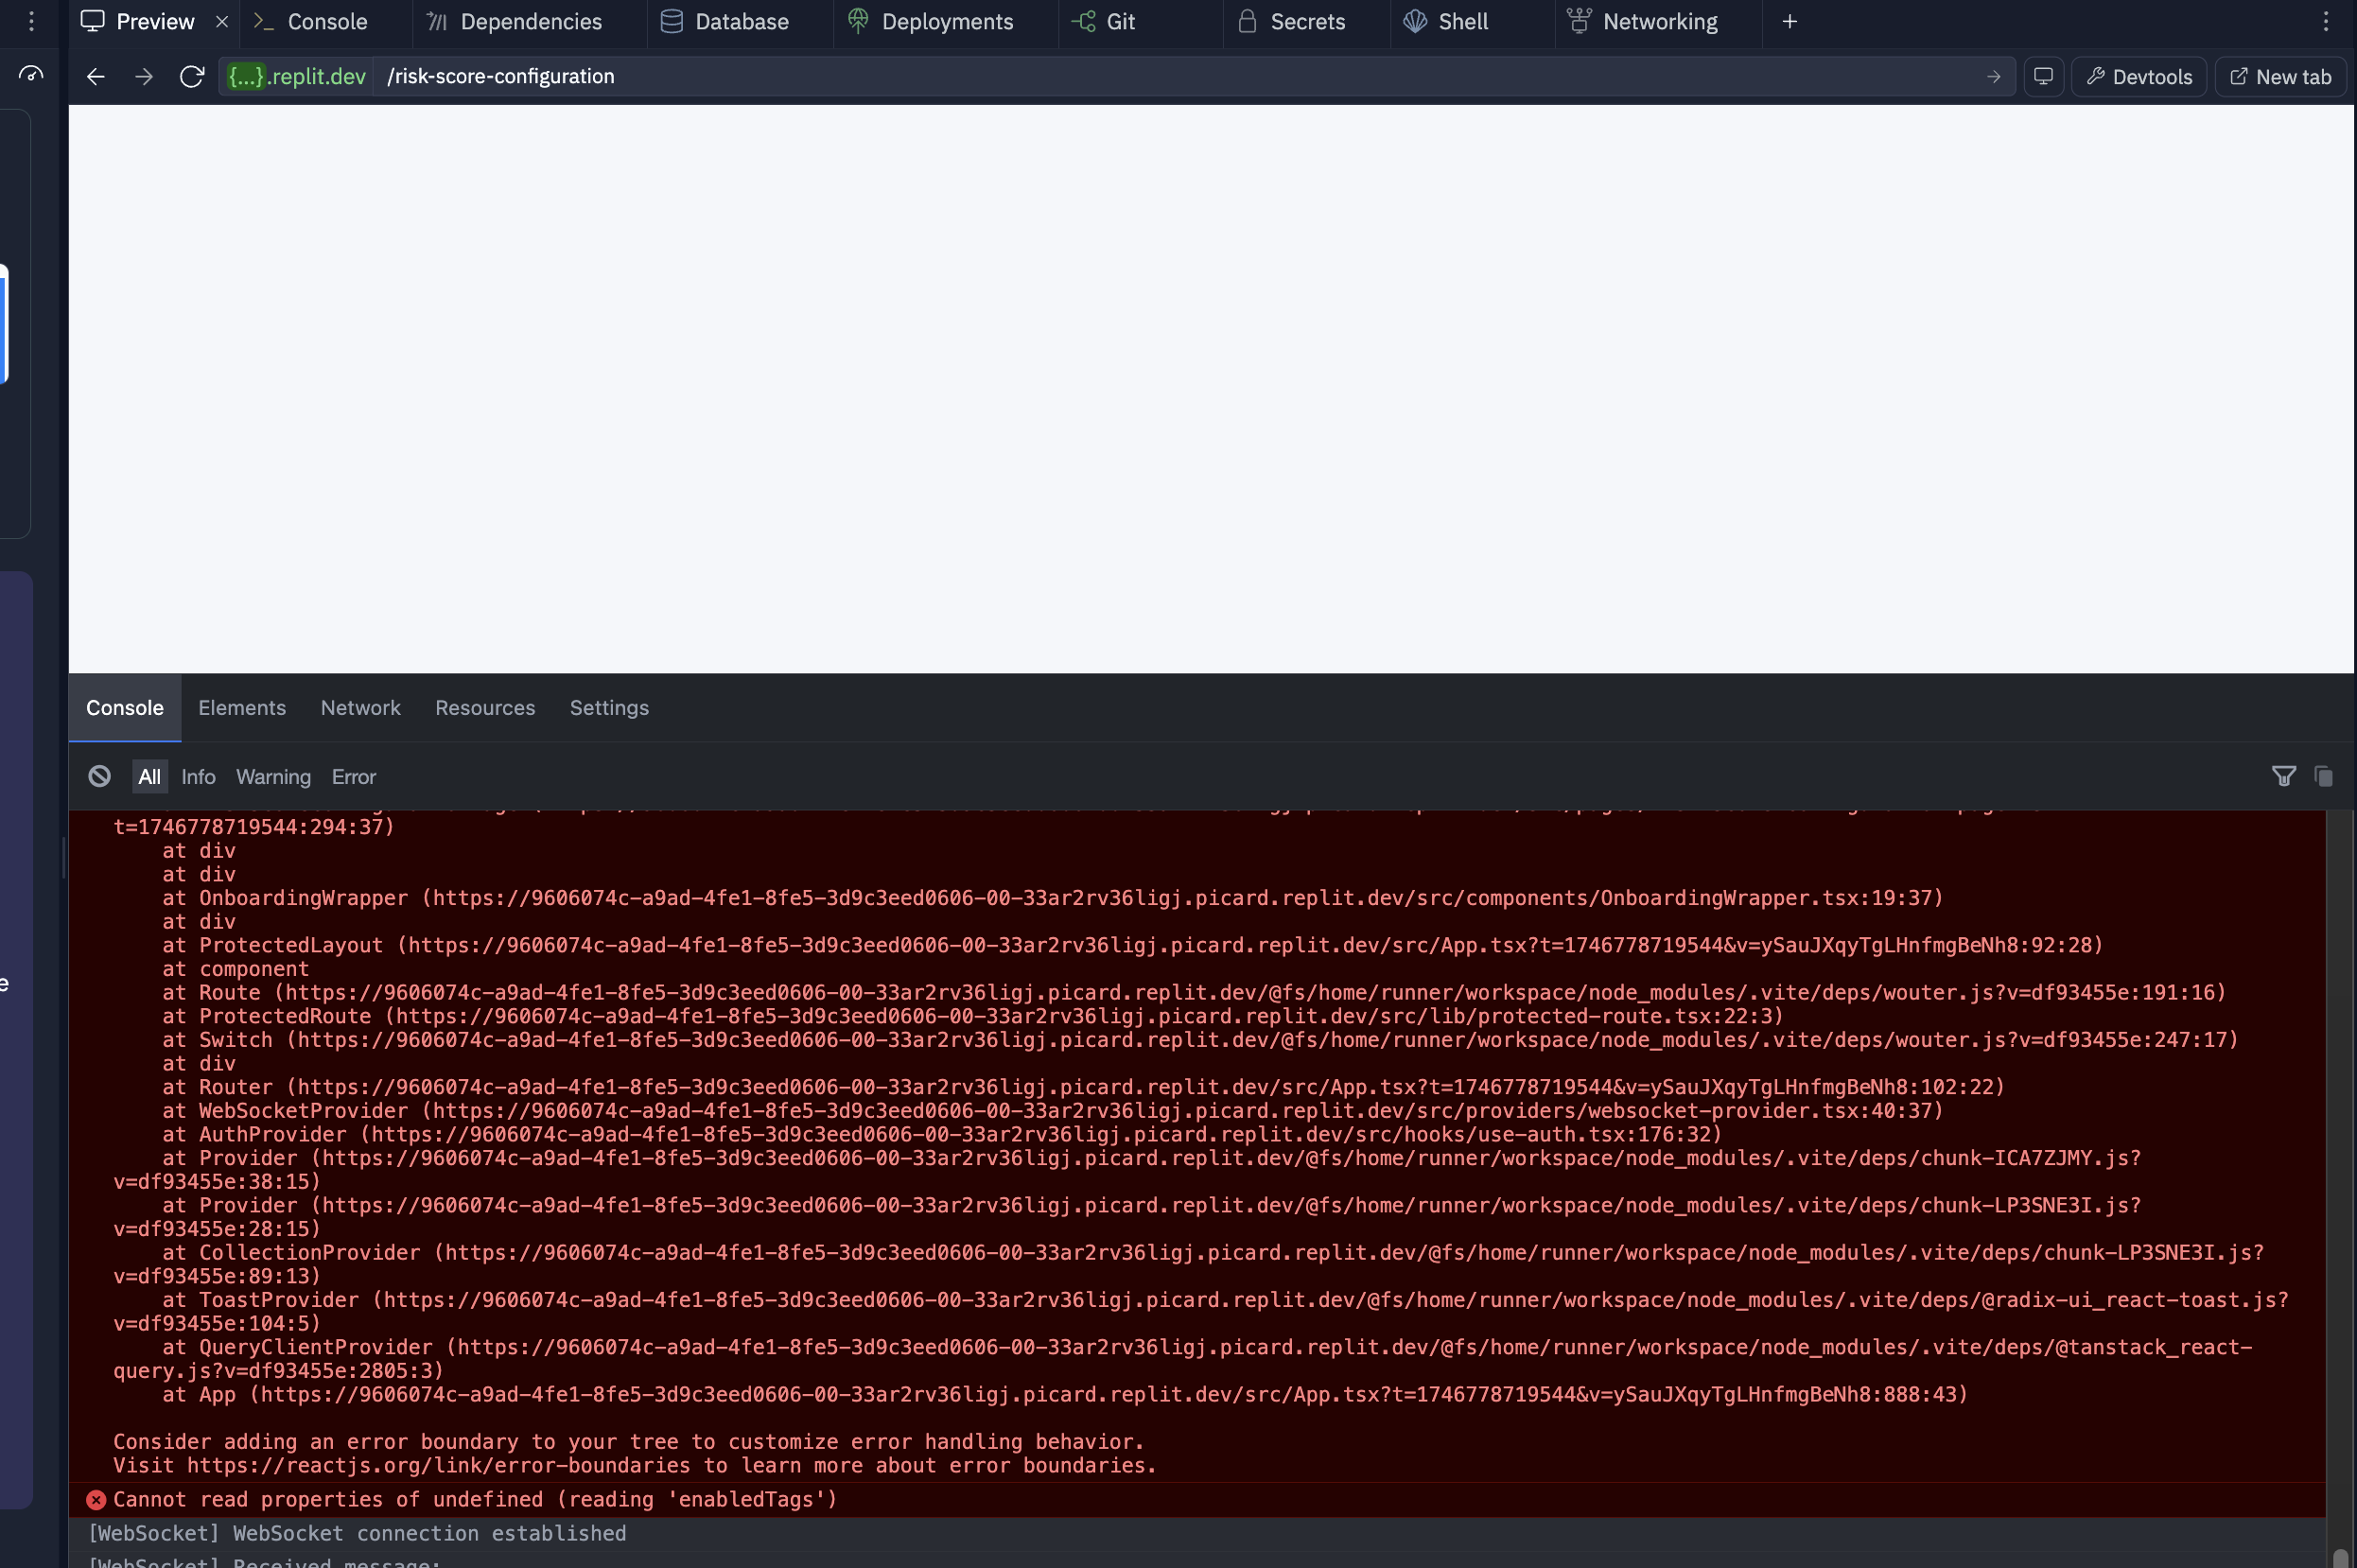 Preview
Console
Dependencies
Database
Deployments
Git
Secrets
Shell
Networking
{...}.replit.dev /risk-score-configuration
Devtools
New tab
e
Console Elements Network Resources Settings
All Info Warning Error
t=1746778719544:294:37)
at div
at div
at OnboardingWrapper (https://9606074c-a9ad-4fe1-8fe5-3d9c3eed0606-00-33ar2rv36ligj.picard.replit.dev/src/components/OnboardingWrapper.tsx:19:37)
at div
at ProtectedLayout (https://9606074c-a9ad-4fe1-8fe5-3d9c3eed0606-00-33ar2rv36ligj.picard.replit.dev/src/App.tsx?t=1746778719544&v=ySauJXqyTgLHnfmgBeNh8:92:28)
at component
at Route (https://9606074c-a9ad-4fe1-8fe5-3d9c3eed0606-00-33ar2rv36ligj.picard.replit.dev/@fs/home/runner/workspace/node_modules/.vite/deps/wouter.js?v=df93455e:191:16)
at ProtectedRoute (https://9606074c-a9ad-4fe1-8fe5-3d9c3eed0606-00-33ar2rv36ligj.picard.replit.dev/src/lib/protected-route.tsx:22:3)
at Switch (https://9606074c-a9ad-4fe1-8fe5-3d9c3eed0606-00-33ar2rv36ligj.picard.replit.dev/@fs/home/runner/workspace/node_modules/.vite/deps/wouter.js?v=df93455e:247:17)
at div
at Router (https://9606074c-a9ad-4fe1-8fe5-3d9c3eed0606-00-33ar2rv36ligj.picard.replit.dev/src/App.tsx?t=1746778719544&v=ySauJXqyTgLHnfmgBeNh8:102:22)
at WebSocketProvider (https://9606074c-a9ad-4fe1-8fe5-3d9c3eed0606-00-33ar2rv36ligj.picard.replit.dev/src/providers/websocket-provider.tsx:40:37)
at AuthProvider (https://9606074c-a9ad-4fe1-8fe5-3d9c3eed0606-00-33ar2rv36ligj.picard.replit.dev/src/hooks/use-auth.tsx:176:32)
at Provider (https://9606074c-a9ad-4fe1-8fe5-3d9c3eed0606-00-33ar2rv36ligj.picard.replit.dev/@fs/home/runner/workspace/node_modules/.vite/deps/chunk-ICA7ZJMY.js?
v=df93455e:38:15)
at Provider (https://9606074c-a9ad-4fe1-8fe5-3d9c3eed0606-00-33ar2rv36ligj.picard.replit.dev/@fs/home/runner/workspace/node_modules/.vite/deps/chunk-LP3SNE3I.js?
v=df93455e:28:15)
at CollectionProvider (https://9606074c-a9ad-4fe1-8fe5-3d9c3eed0606-00-33ar2rv36ligj.picard.replit.dev/@fs/home/runner/workspace/node_modules/.vite/deps/chunk-LP3SNE3I.js?
v=df93455e:89:13)
at ToastProvider (https://9606074c-a9ad-4fe1-8fe5-3d9c3eed0606-00-33ar2rv36ligj.picard.replit.dev/@fs/home/runner/workspace/node_modules/.vite/deps/@radix-ui_react-toast.js?
v=df93455e:104:5)
at QueryClientProvider (https://9606074c-a9ad-4fe1-8fe5-3d9c3eed0606-00-33ar2rv36ligj.picard.replit.dev/@fs/home/runner/workspace/node_modules/.vite/deps/@tanstack_react-
query.js?v=df93455e:2805:3)
at App (https://9606074c-a9ad-4fe1-8fe5-3d9c3eed0606-00-33ar2rv36ligj.picard.replit.dev/src/App.tsx?t=1746778719544&v=ySauJXqyTgLHnfmgBeNh8:888:43)
Consider adding an error boundary to your tree to customize error handling behavior.
Visit https://reactjs.org/link/error-boundaries to learn more about error boundaries.
Cannot read properties of undefined (reading 'enabledTags')
[WebSocket] WebSocket connection established
[WebSocket] Received message: